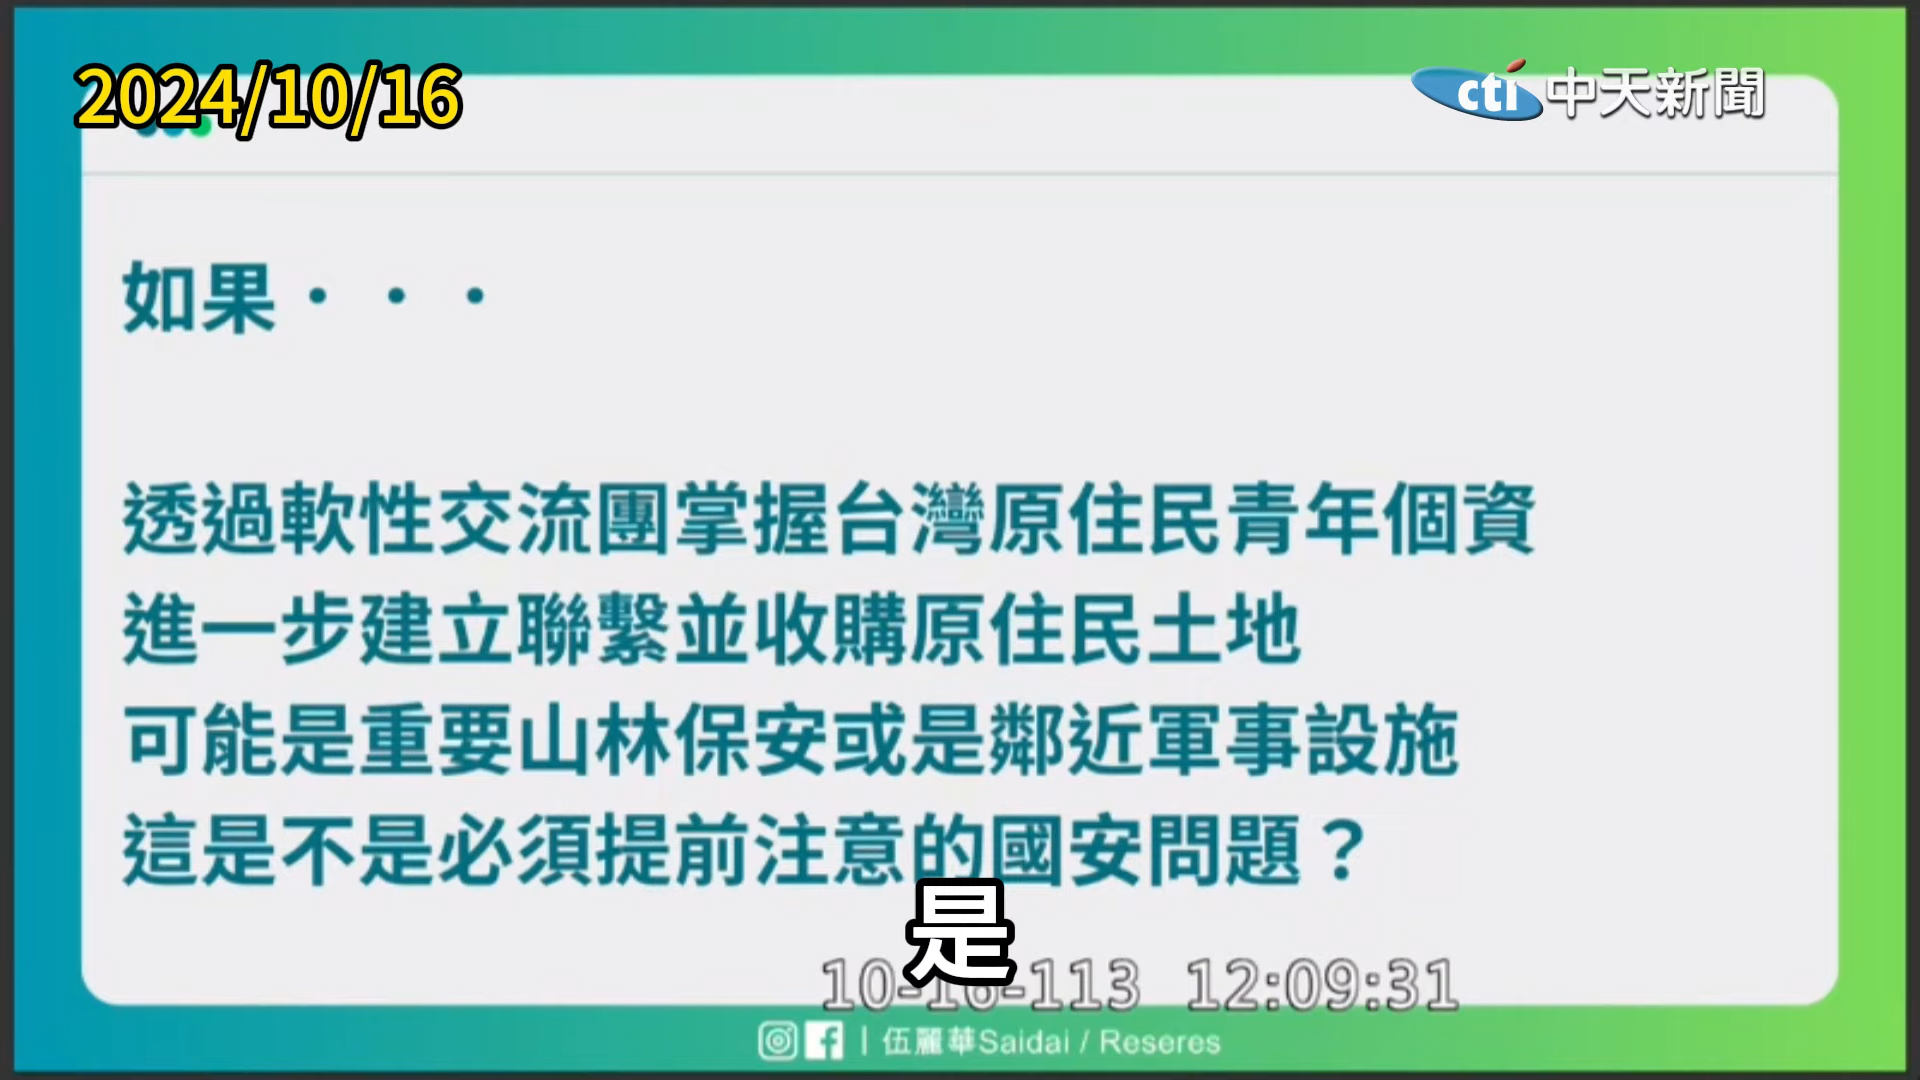 2024/10/16
cti 中天新聞
如果・・・
透過軟性交流團掌握台灣原住民青年個資
進一步建立聯繫並收購原住民土地
可能是重要山林保安或是鄰近軍事設施
這是不是必須提前注意的國安問題？
是
10-16-113 12:09:31
| 伍麗華Saidai / Reseres